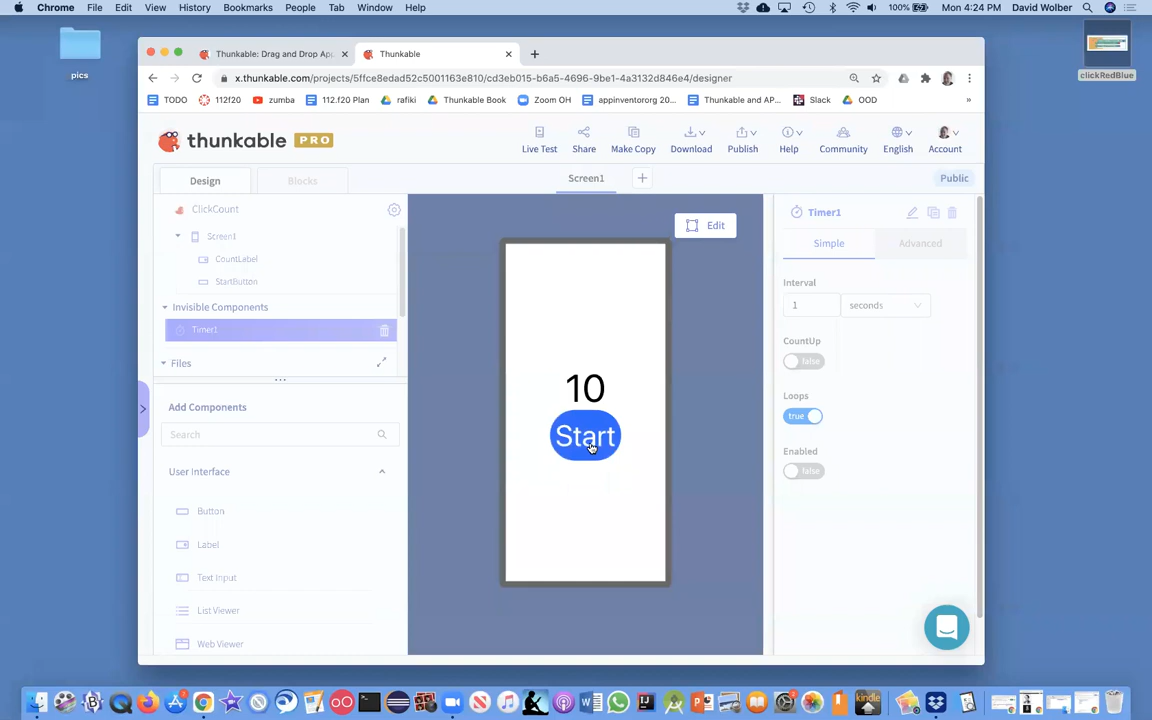 Chrome File Edit View History Bookmarks People Tab Window Help 100% Mon 4:24 PM David Wolber
pics
clickRedBlue
Thunkable: Drag and Drop App
Thunkable
x.thunkable.com/projects/5ffce8edad52c5001163e810/cd3eb015-b6a5-4696-9be1-4a3132d846e4/designer
TODO 112f20 zumba 112.f20 Plan rafiki Thunkable Book Zoom OH appinventororg 20... Thunkable and AP... Slack OOD »
thunkable PRO
Live Test Share Make Copy Download Publish Help Community English Account
Design Blocks Screen1 + Public
ClickCount
Screen1
CountLabel
StartButton
Invisible Components
Timer1
Files
Add Components
Search
User Interface
Button
Label
Text Input
List Viewer
Web Viewer
Edit
10
Start
Timer1
Simple Advanced
Interval
1 seconds
CountUp
false
Loops
true
Enabled
false